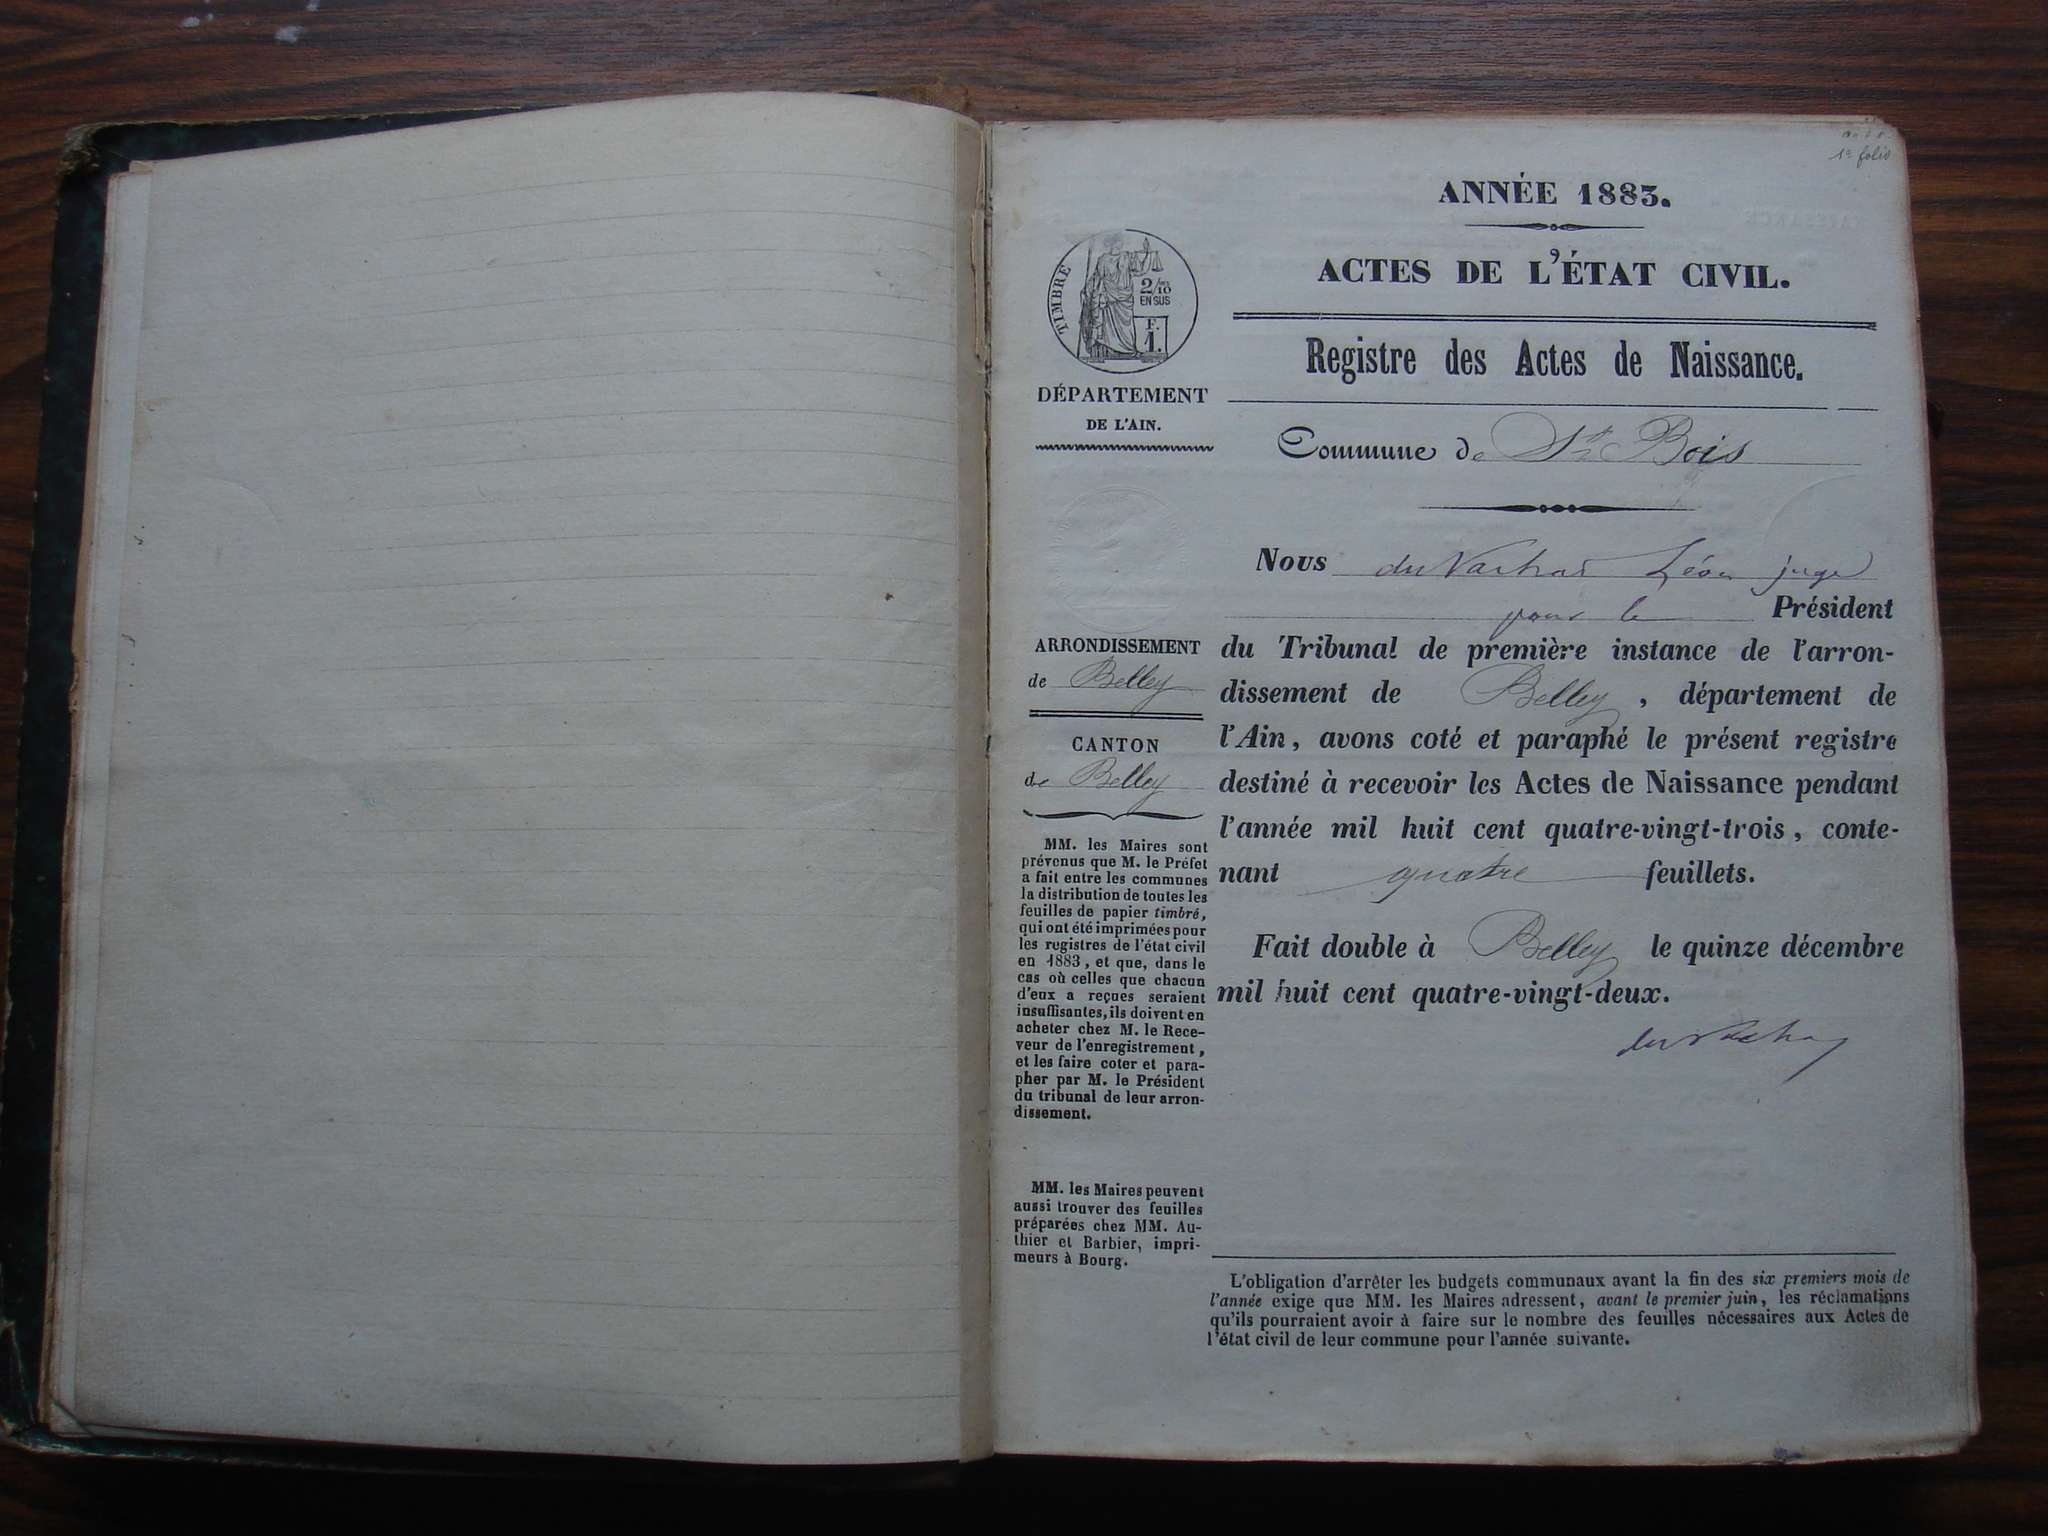 1er folio
ANNÉE 1883.
ACTES DE L'ÉTAT CIVIL.
Registre des Actes de Naissance.
Commune de St Bois
TIMBRE
2/10
EN SUS
F.
1.
DÉPARTEMENT
DE L'AIN.
ARRONDISSEMENT
de Belley
CANTON
de Belley
MM. les Maires sont
prévenus que M. le Préfet
a fait entre les communes
la distribution de toutes les
feuilles de papier timbré,
qui ont été imprimées pour
les registres de l'état civil
en 1883, et que, dans le
cas où celles que chacun
d'eux a reçues seraient
insuffisantes, ils doivent en
acheter chez M. le Rece-
veur de l'enregistrement,
et les faire coter et para-
pher par M. le Président
du tribunal de leur arron-
dissement.
MM. les Maires peuvent
aussi trouver des feuilles
préparées chez MM. Au-
thier et Barbier, impri-
meurs à Bourg.
Nous du Vachat Léon juge
pour le Président
du Tribunal de première instance de l'arron-
dissement de Belley, département de
l'Ain, avons coté et paraphé le présent registre
destiné à recevoir les Actes de Naissance pendant
l'année mil huit cent quatre-vingt-trois, conte-
nant quatre feuillets.
Fait double à Belley le quinze décembre
mil huit cent quatre-vingt-deux.
du Vachat
L'obligation d'arrêter les budgets communaux avant la fin des six premiers mois de
l'année exige que MM. les Maires adressent, avant le premier juin, les réclamations
qu'ils pourraient avoir à faire sur le nombre des feuilles nécessaires aux Actes de
l'état civil de leur commune pour l'année suivante.